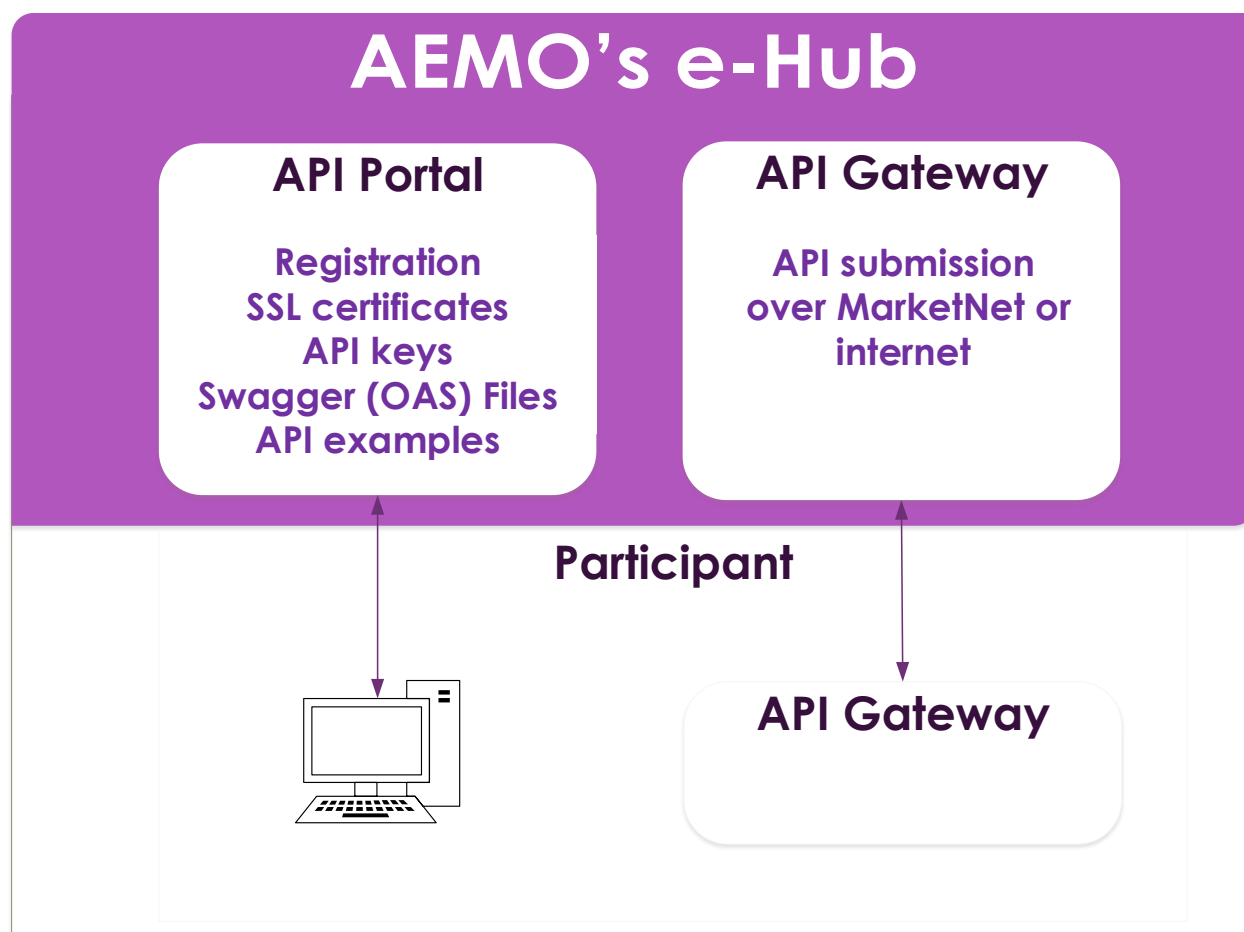 AEMO’s e-Hub
API Portal
Registration
SSL certificates
API keys
Swagger (OAS) Files
API examples
API Gateway
API submission
over MarketNet or
internet
Participant
API Gateway